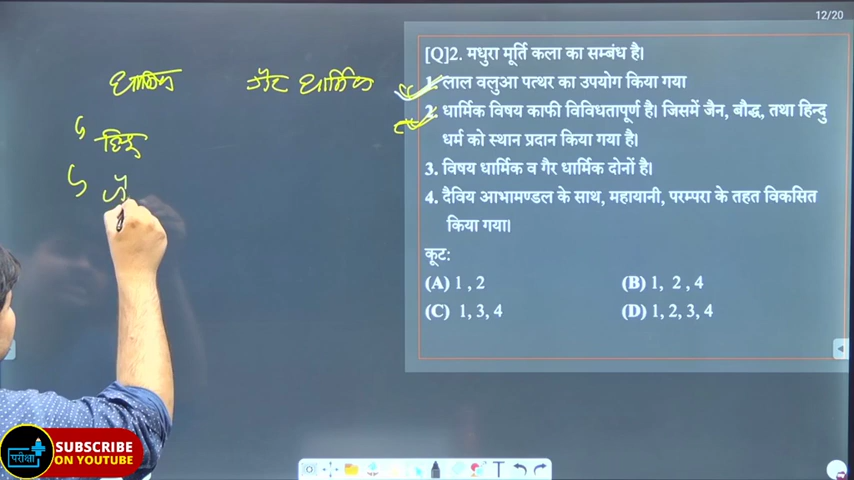 12/20
धार्मिक गैर धार्मिक
हिन्दू
जै
[Q]2. मथुरा मूर्ति कला का सम्बंध है।
1. लाल वलुआ पत्थर का उपयोग किया गया
2. धार्मिक विषय काफी विविधतापूर्ण है। जिसमें जैन, बौद्ध, तथा हिन्दु
धर्म को स्थान प्रदान किया गया है।
3. विषय धार्मिक व गैर धार्मिक दोनों है।
4. दैविय आभामण्डल के साथ, महायानी, परम्परा के तहत विकसित
किया गया।
कूट:
(A) 1 , 2
(B) 1, 2 , 4
(C) 1, 3, 4
(D) 1, 2, 3, 4
परीक्षा
SUBSCRIBE
ON YOUTUBE